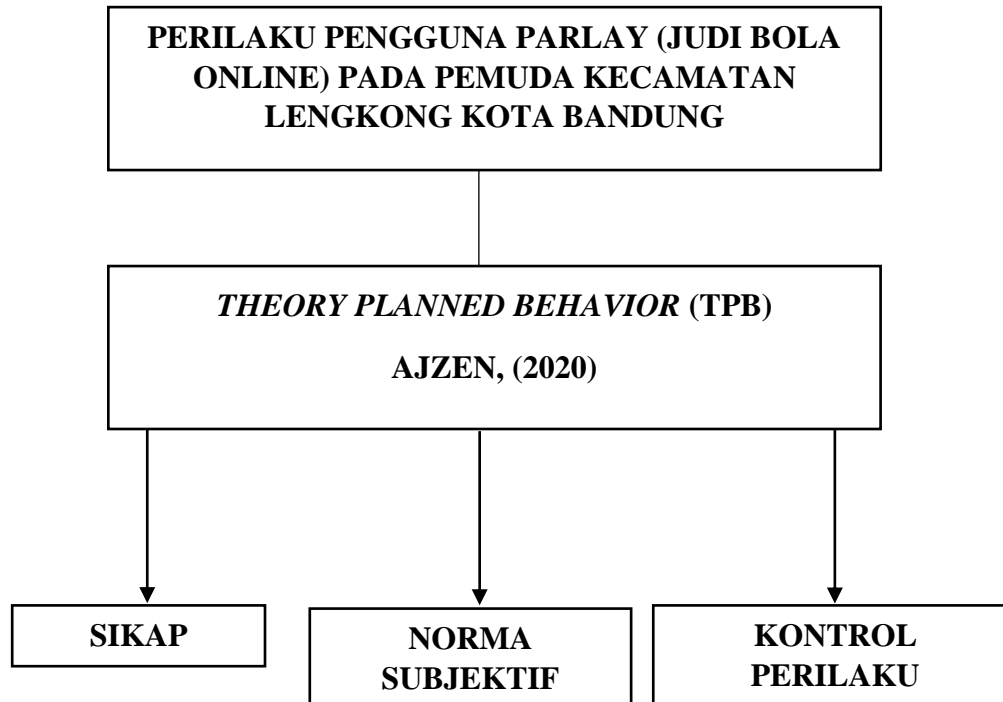 PERILAKU PENGGUNA PARLAY (JUDI BOLA
ONLINE) PADA PEMUDA KECAMATAN
LENGKONG KOTA BANDUNG
THEORY PLANNED BEHAVIOR (TPB)
AJZEN, (2020)
SIKAP
NORMA
SUBJEKTIF
KONTROL
PERILAKU